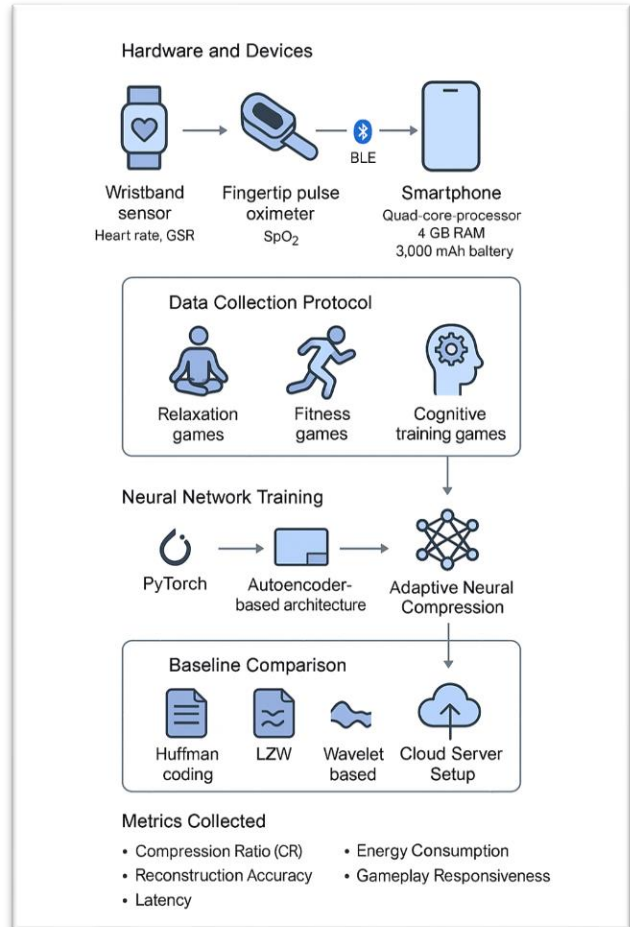 Hardware and Devices
BLE
Wristband
sensor
Heart rate, GSR
Fingertip pulse
oximeter
SpO₂
Smartphone
Quad-core-processor
4 GB RAM
3,000 mAh baltery
Data Collection Protocol
Relaxation
games
Fitness
games
Cognitive
training games
Neural Network Training
PyTorch
Autoencoder-
based architecture
Adaptive Neural
Compression
Baseline Comparison
Huffman
coding
LZW
Wavelet
based
Cloud Server
Setup
Metrics Collected
• Compression Ratio (CR)
• Reconstruction Accuracy
• Latency
• Energy Consumption
• Gameplay Responsiveness